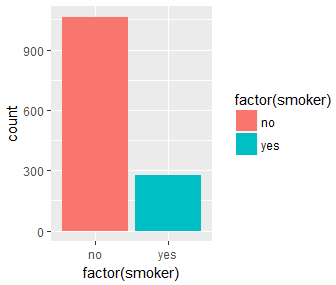 count
900
600
300
0
no
yes
factor(smoker)
factor(smoker)
no
yes